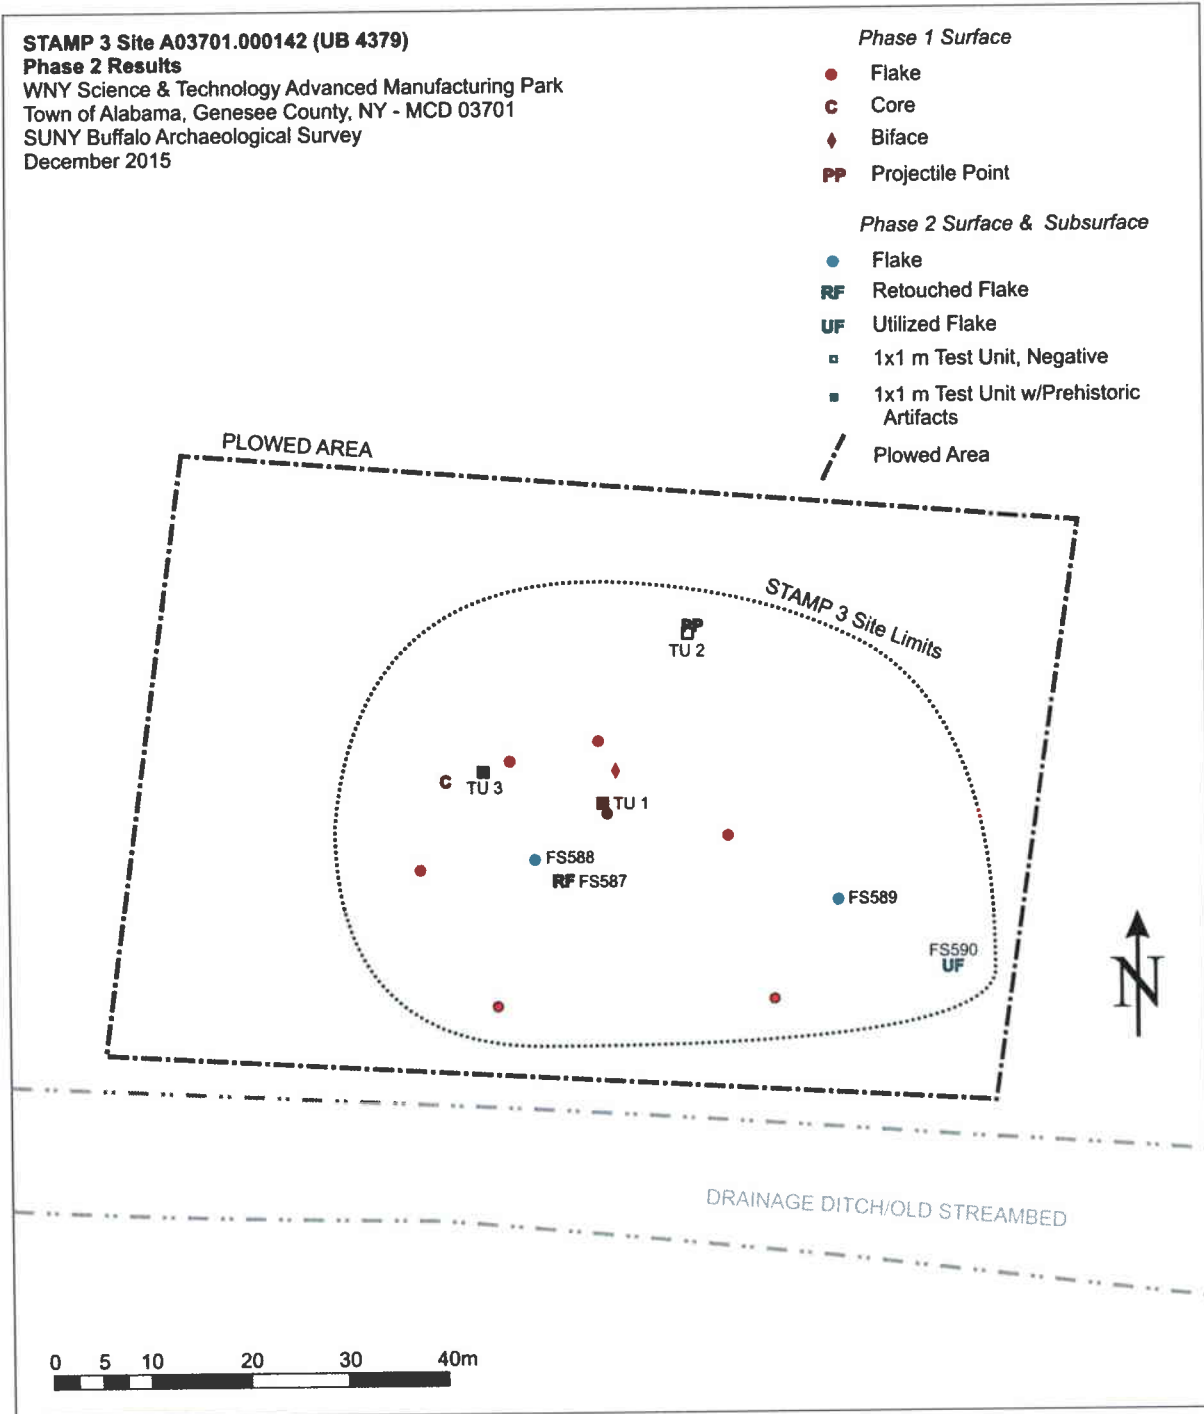 STAMP 3 Site A03701.000142 (UB 4379)
Phase 2 Results
WNY Science & Technology Advanced Manufacturing Park
Town of Alabama, Genesee County, NY - MCD 03701
SUNY Buffalo Archaeological Survey
December 2015
Phase 1 Surface
Flake
C Core
Biface
PP Projectile Point
Phase 2 Surface & Subsurface
Flake
RF Retouched Flake
UF Utilized Flake
1x1 m Test Unit, Negative
1x1 m Test Unit w/Prehistoric
Artifacts
Plowed Area
PLOWED AREA
STAMP 3 Site Limits
PP
TU 2
C
TU 3
TU 1
FS588
RF FS587
FS589
FS590
UF
N
DRAINAGE DITCH/OLD STREAMBED
0 5 10 20 30 40m